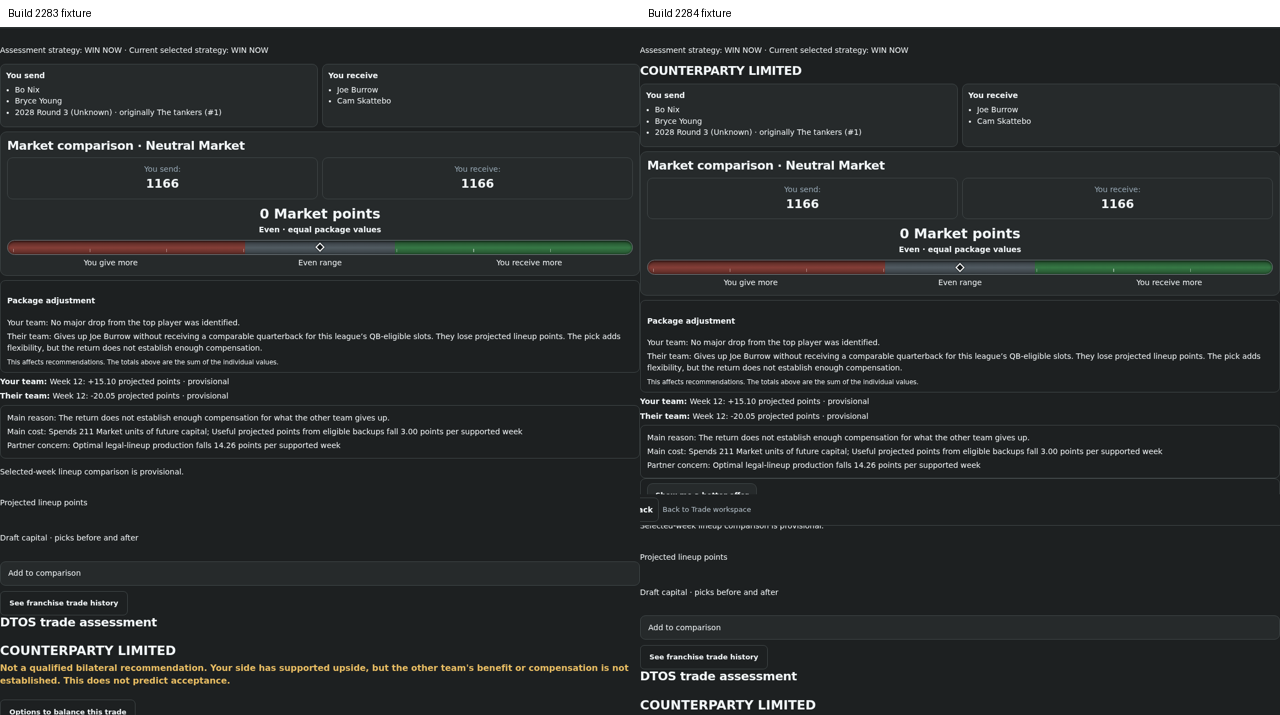 Build 2283 fixture
Assessment strategy: WIN NOW · Current selected strategy: WIN NOW
You send
• Bo Nix
• Bryce Young
• 2028 Round 3 (Unknown) · originally The tankers (#1)
You receive
• Joe Burrow
• Cam Skattebo
Market comparison · Neutral Market
You send:
1166
You receive:
1166
0 Market points
Even · equal package values
You give more
Even range
You receive more
Package adjustment
Your team: No major drop from the top player was identified.
Their team: Gives up Joe Burrow without receiving a comparable quarterback for this league's QB-eligible slots. They lose projected lineup points. The pick adds
flexibility, but the return does not establish enough compensation.
This affects recommendations. The totals above are the sum of the individual values.
Your team: Week 12: +15.10 projected points · provisional
Their team: Week 12: -20.05 projected points · provisional
Main reason: The return does not establish enough compensation for what the other team gives up.
Main cost: Spends 211 Market units of future capital; Useful projected points from eligible backups fall 3.00 points per supported week
Partner concern: Optimal legal-lineup production falls 14.26 points per supported week
Selected-week lineup comparison is provisional.
Projected lineup points
Draft capital · picks before and after
Add to comparison
See franchise trade history
DTOS trade assessment
COUNTERPARTY LIMITED
Not a qualified bilateral recommendation. Your side has supported upside, but the other team's benefit or compensation is not
established. This does not predict acceptance.
Options to balance this trade
Build 2284 fixture
Assessment strategy: WIN NOW · Current selected strategy: WIN NOW
COUNTERPARTY LIMITED
You send
• Bo Nix
• Bryce Young
• 2028 Round 3 (Unknown) · originally The tankers (#1)
You receive
• Joe Burrow
• Cam Skattebo
Market comparison · Neutral Market
You send:
1166
You receive:
1166
0 Market points
Even · equal package values
You give more
Even range
You receive more
Package adjustment
Your team: No major drop from the top player was identified.
Their team: Gives up Joe Burrow without receiving a comparable quarterback for this league's QB-eligible slots. They lose projected lineup points. The pick adds
flexibility, but the return does not establish enough compensation.
This affects recommendations. The totals above are the sum of the individual values.
Your team: Week 12: +15.10 projected points · provisional
Their team: Week 12: -20.05 projected points · provisional
Main reason: The return does not establish enough compensation for what the other team gives up.
Main cost: Spends 211 Market units of future capital; Useful projected points from eligible backups fall 3.00 points per supported week
Partner concern: Optimal legal-lineup production falls 14.26 points per supported week
Show me a better offer
ack
Back to Trade workspace
Selected-week lineup comparison is provisional.
Projected lineup points
Draft capital · picks before and after
Add to comparison
See franchise trade history
DTOS trade assessment
COUNTERPARTY LIMITED